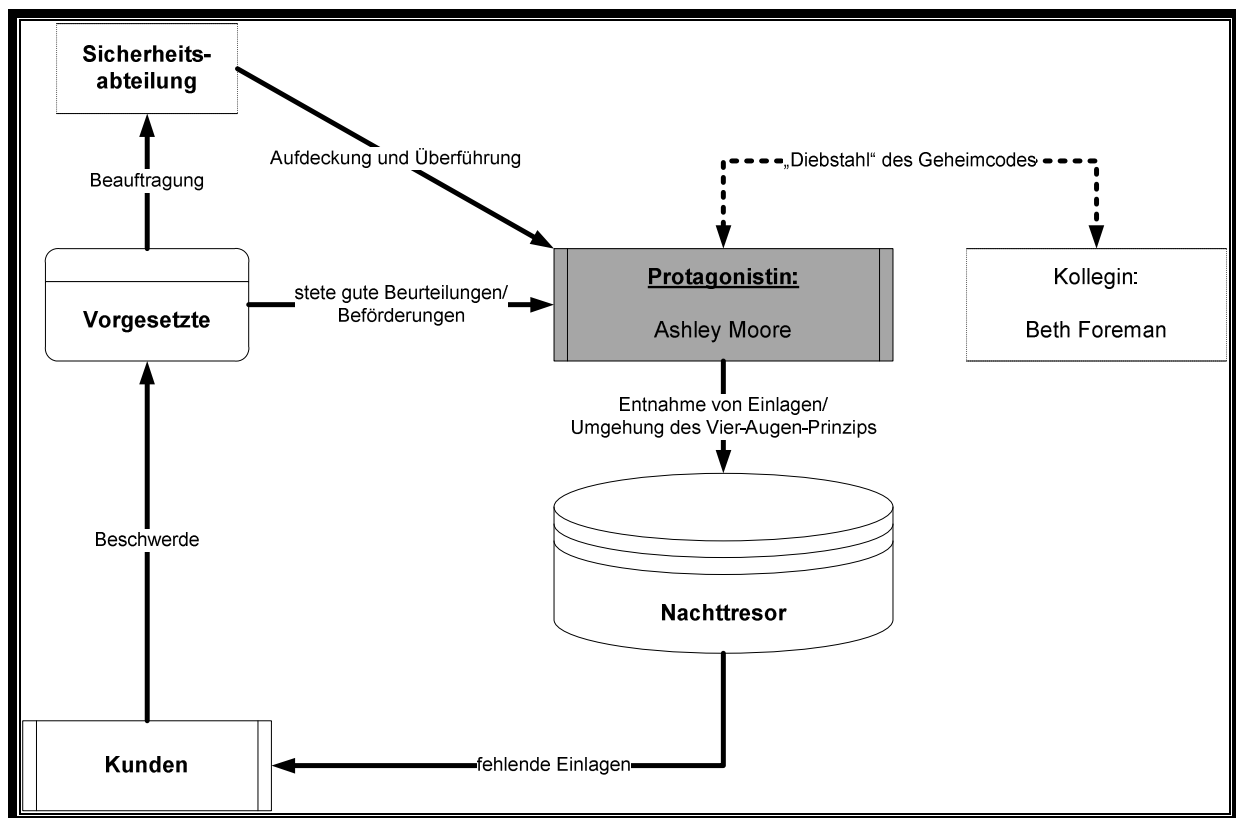 Sicherheits-
abteilung
Aufdeckung und Überführung
„Diebstahl“ des Geheimcodes
Beauftragung
Vorgesetzte
stete gute Beurteilungen/
Beförderungen
Protagonistin:
Ashley Moore
Kollegin:
Beth Foreman
Entnahme von Einlagen/
Umgehung des Vier-Augen-Prinzips
Beschwerde
Nachttresor
Kunden
fehlende Einlagen